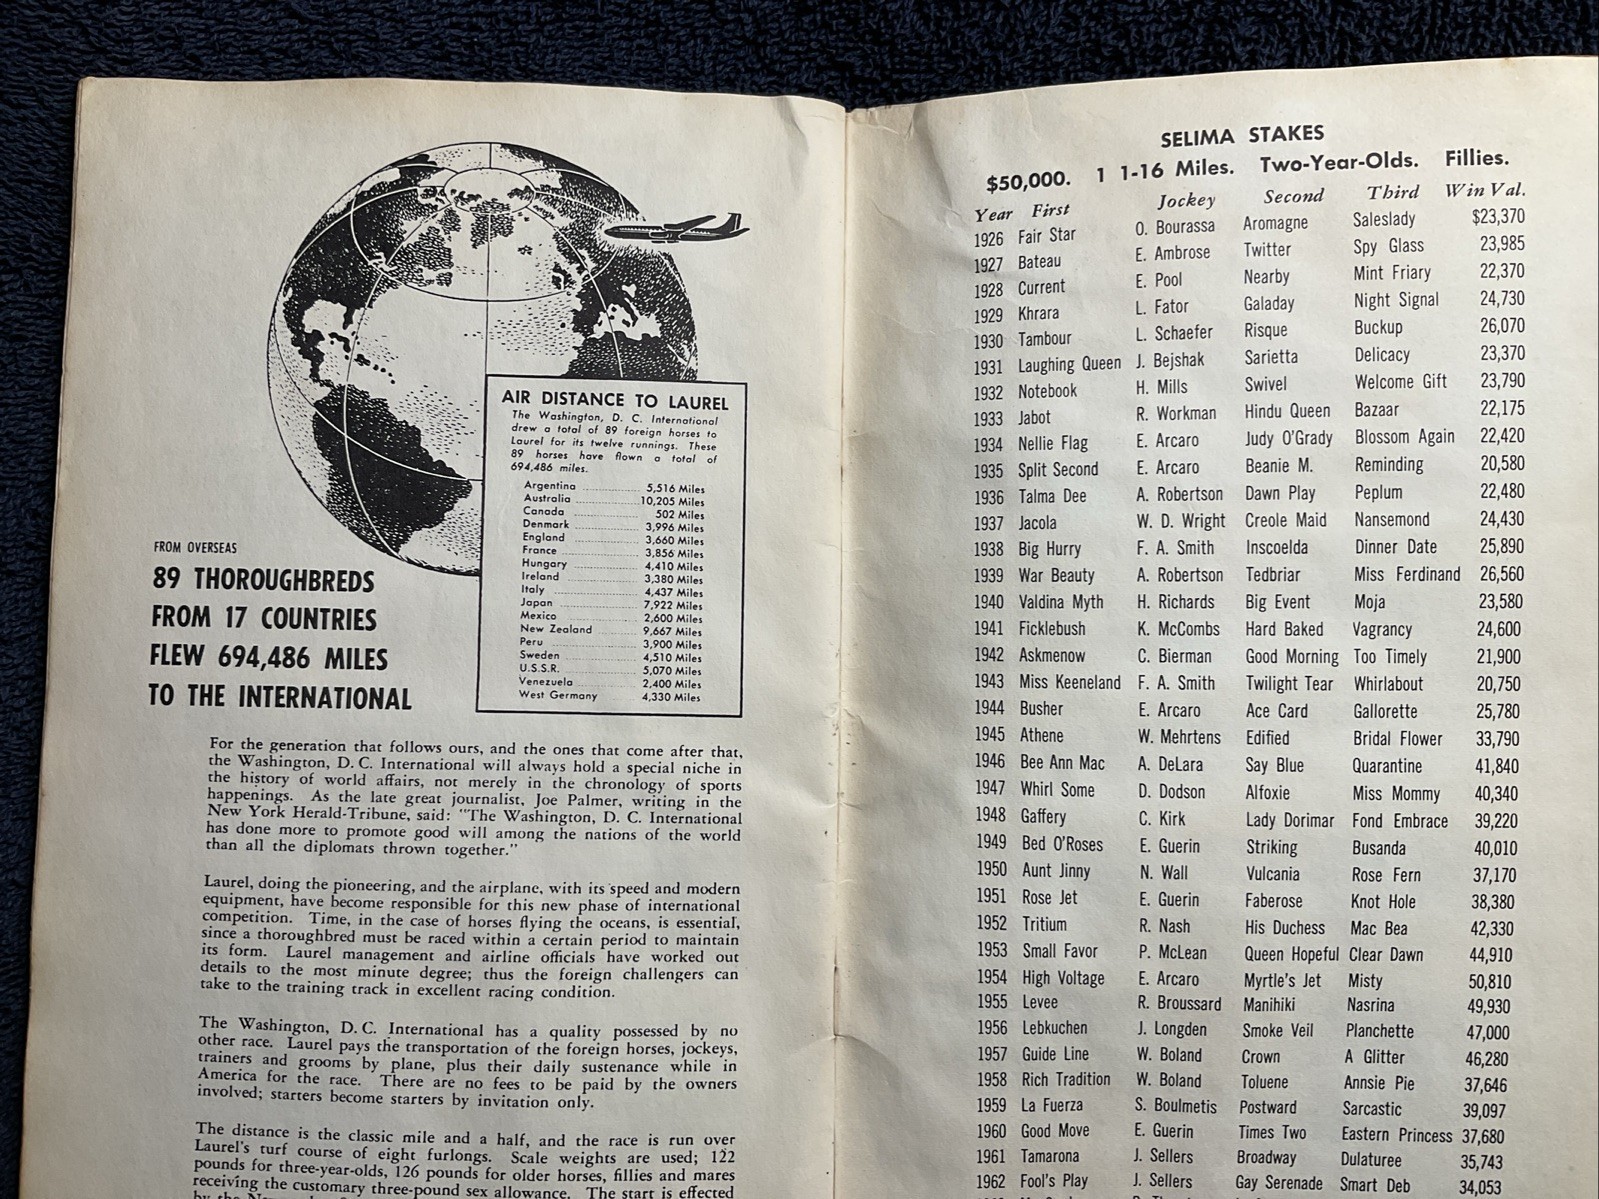 AIR DISTANCE TO LAUREL
The Washington, D. C. International
drew a total of 89 foreign horses to
Laurel for its twelve runnings. These
89 horses have flown a total of
694,486 miles.
Argentina 5,516 Miles
Australia 10,205 Miles
Canada 502 Miles
Denmark 3,996 Miles
England 3,660 Miles
France 3,856 Miles
Hungary 4,410 Miles
Ireland 3,380 Miles
Italy 4,437 Miles
Japan 7,922 Miles
Mexico 2,600 Miles
New Zealand 9,667 Miles
Peru 3,900 Miles
Sweden 4,510 Miles
U.S.S.R. 5,070 Miles
Venezuela 2,400 Miles
West Germany 4,330 Miles
FROM OVERSEAS
89 THOROUGHBREDS
FROM 17 COUNTRIES
FLEW 694,486 MILES
TO THE INTERNATIONAL
For the generation that follows ours, and the ones that come after that,
the Washington, D. C. International will always hold a special niche in
the history of world affairs, not merely in the chronology of sports
happenings. As the late great journalist, Joe Palmer, writing in the
New York Herald-Tribune, said: "The Washington, D. C. International
has done more to promote good will among the nations of the world
than all the diplomats thrown together."
Laurel, doing the pioneering, and the airplane, with its speed and modern
equipment, have become responsible for this new phase of international
competition. Time, in the case of horses flying the oceans, is essential,
since a thoroughbred must be raced within a certain period to maintain
its form. Laurel management and airline officials have worked out
details to the most minute degree; thus the foreign challengers can
take to the training track in excellent racing condition.
The Washington, D. C. International has a quality possessed by no
other race. Laurel pays the transportation of the foreign horses, jockeys,
trainers and grooms by plane, plus their daily sustenance while in
America for the race. There are no fees to be paid by the owners
involved; starters become starters by invitation only.
The distance is the classic mile and a half, and the race is run over
Laurel's turf course of eight furlongs. Scale weights are used; 122
pounds for three-year-olds, 126 pounds for older horses, fillies and mares
receiving the customary three-pound sex allowance. The start is effected
SELIMA STAKES
$50,000. 1 1-16 Miles. Two-Year-Olds. Fillies.
Year First Jockey Second Third Win Val.
1926 Fair Star O. Bourassa Aromagne Saleslady $23,370
1927 Bateau E. Ambrose Twitter Spy Glass 23,985
1928 Current E. Pool Nearby Mint Friary 22,370
1929 Khrara L. Fator Galaday Night Signal 24,730
1930 Tambour L. Schaefer Risque Buckup 26,070
1931 Laughing Queen J. Bejshak Sarietta Delicacy 23,370
1932 Notebook H. Mills Swivel Welcome Gift 23,790
1933 Jabot R. Workman Hindu Queen Bazaar 22,175
1934 Nellie Flag E. Arcaro Judy O'Grady Blossom Again 22,420
1935 Split Second E. Arcaro Beanie M. Reminding 20,580
1936 Talma Dee A. Robertson Dawn Play Peplum 22,480
1937 Jacola W. D. Wright Creole Maid Nansemond 24,430
1938 Big Hurry F. A. Smith Inscoelda Dinner Date 25,890
1939 War Beauty A. Robertson Tedbriar Miss Ferdinand 26,560
1940 Valdina Myth H. Richards Big Event Moja 23,580
1941 Ficklebush K. McCombs Hard Baked Vagrancy 24,600
1942 Askmenow C. Bierman Good Morning Too Timely 21,900
1943 Miss Keeneland F. A. Smith Twilight Tear Whirlabout 20,750
1944 Busher E. Arcaro Ace Card Gallorette 25,780
1945 Athene W. Mehrtens Edified Bridal Flower 33,790
1946 Bee Ann Mac A. DeLara Say Blue Quarantine 41,840
1947 Whirl Some D. Dodson Alfoxie Miss Mommy 40,340
1948 Gaffery C. Kirk Lady Dorimar Fond Embrace 39,220
1949 Bed O'Roses E. Guerin Striking Busanda 40,010
1950 Aunt Jinny N. Wall Vulcania Rose Fern 37,170
1951 Rose Jet E. Guerin Faberose Knot Hole 38,380
1952 Tritium R. Nash His Duchess Mac Bea 42,330
1953 Small Favor P. McLean Queen Hopeful Clear Dawn 44,910
1954 High Voltage E. Arcaro Myrtle's Jet Misty 50,810
1955 Levee R. Broussard Manihiki Nasrina 49,930
1956 Lebkuchen J. Longden Smoke Veil Planchette 47,000
1957 Guide Line W. Boland Crown A Glitter 46,280
1958 Rich Tradition W. Boland Toluene Annsie Pie 37,646
1959 La Fuerza S. Boulmetis Postward Sarcastic 39,097
1960 Good Move E. Guerin Times Two Eastern Princess 37,680
1961 Tamarona J. Sellers Broadway Dulaturee 35,743
1962 Fool's Play J. Sellers Gay Serenade Smart Deb 34,053